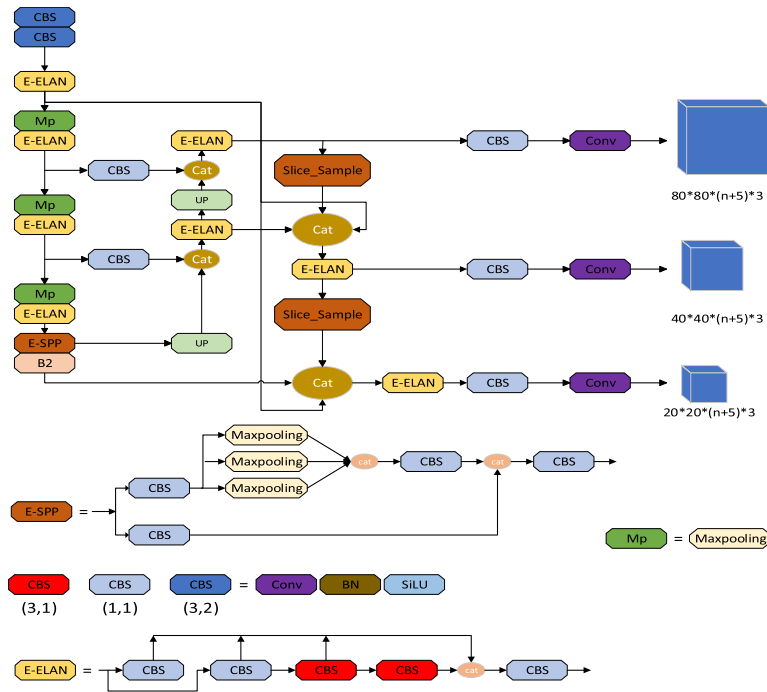 CBS
CBS
E-ELAN
Mp
E-ELAN
E-ELAN
CBS
Conv
CBS
Cat
Slice_Sample
80*80*(n+5)*3
Mp
UP
E-ELAN
E-ELAN
Cat
CBS
Cat
E-ELAN
CBS
Conv
Mp
E-ELAN
Slice_Sample
40*40*(n+5)*3
E-SPP
UP
B2
Cat
E-ELAN
CBS
Conv
20*20*(n+5)*3
Maxpooling
Maxpooling
cat
CBS
cat
CBS
CBS
Maxpooling
E-SPP =
CBS
Mp = Maxpooling
CBS CBS CBS = Conv BN SiLU
(3,1) (1,1) (3,2)
E-ELAN = CBS CBS CBS CBS cat CBS